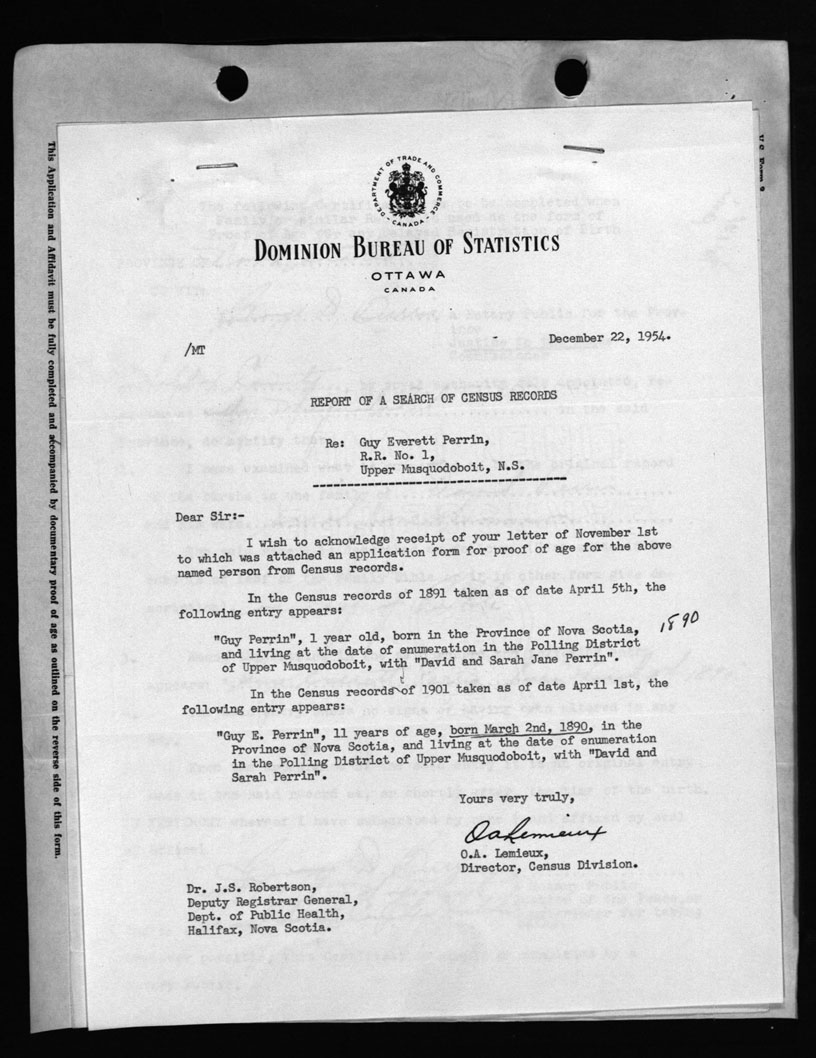 This Application and Affidavit must be fully completed and accompanied by documentary proof of age as outlined on the reverse side of this form.
DEPARTMENT OF TRADE AND COMMERCE
CANADA
DOMINION BUREAU OF STATISTICS
OTTAWA
CANADA
/MT
December 22, 1954.
REPORT OF A SEARCH OF CENSUS RECORDS
Re: Guy Everett Perrin,
R.R. No. 1,
Upper Musquodoboit, N.S.
Dear Sir:-
I wish to acknowledge receipt of your letter of November 1st
to which was attached an application form for proof of age for the above
named person from Census records.
In the Census records of 1891 taken as of date April 5th, the
following entry appears:
"Guy Perrin", 1 year old, born in the Province of Nova Scotia, 1890
and living at the date of enumeration in the Polling District
of Upper Musquodoboit, with "David and Sarah Jane Perrin".
In the Census records of 1901 taken as of date April 1st, the
following entry appears:
"Guy E. Perrin", 11 years of age, born March 2nd, 1890, in the
Province of Nova Scotia, and living at the date of enumeration
in the Polling District of Upper Musquodoboit, with "David and
Sarah Perrin".
Yours very truly,
OALemieux
O.A. Lemieux,
Director, Census Division.
Dr. J.S. Robertson,
Deputy Registrar General,
Dept. of Public Health,
Halifax, Nova Scotia.